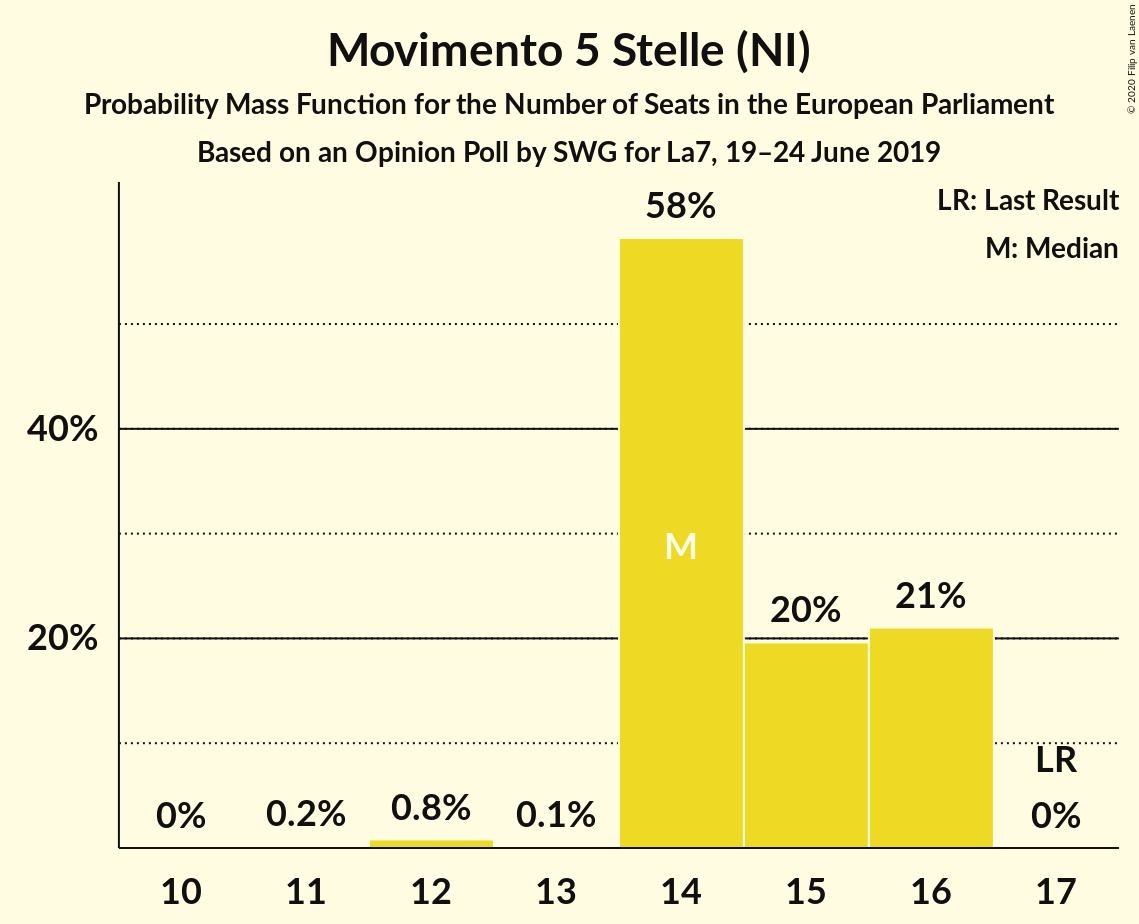 Movimento 5 Stelle (NI)
Probability Mass Function for the Number of Seats in the European Parliament
Based on an Opinion Poll by SWG for La7, 19–24 June 2019
© 2020 Filip van Laenen
LR: Last Result
M: Median
58%
40%
M
20%
21%
20%
LR
0%
0.2%
0.8%
0.1%
0%
10 11 12 13 14 15 16 17